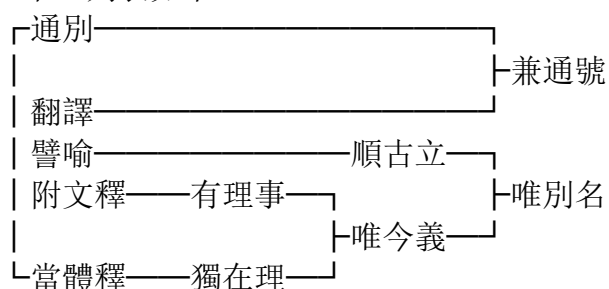 通別
兼通號
翻譯
譬喻 順古立
附文釋 有理事 唯別名
唯今義
當體釋 獨在理